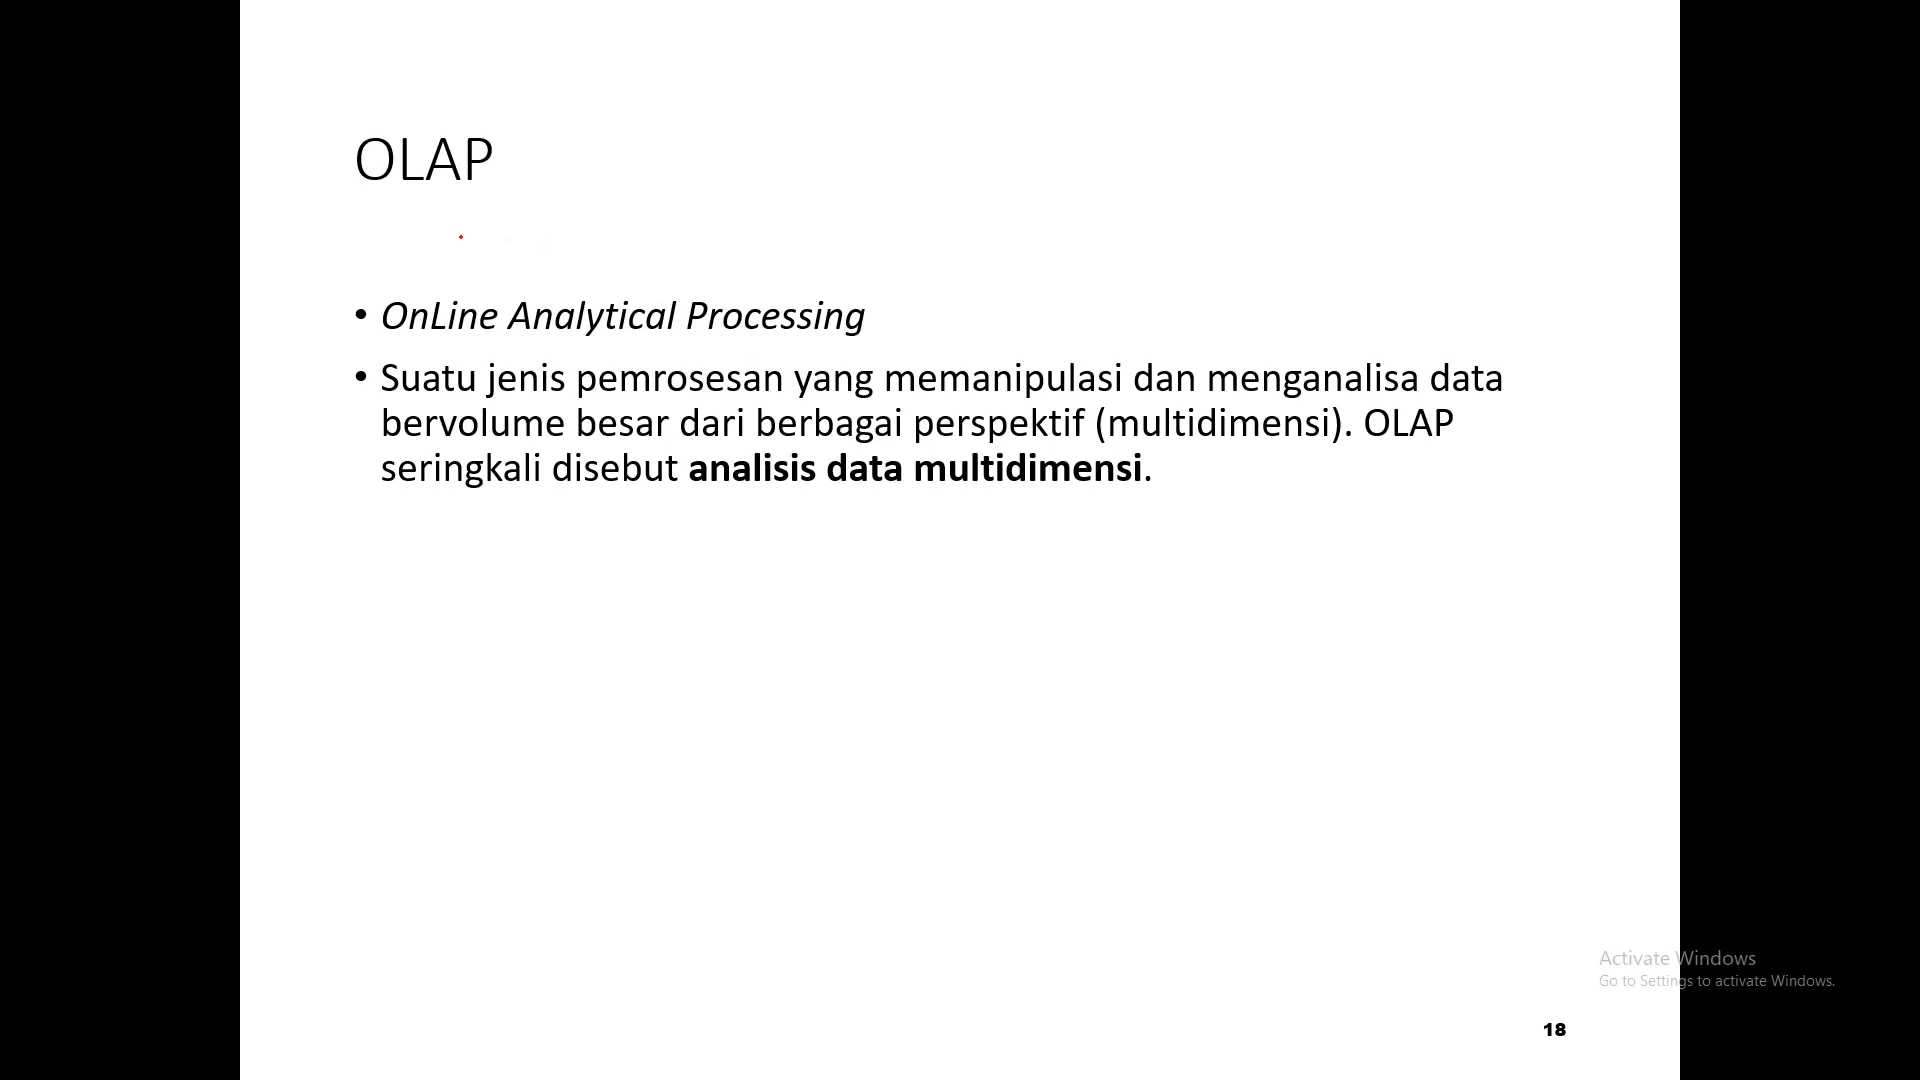 OLAP
• OnLine Analytical Processing
• Suatu jenis pemrosesan yang memanipulasi dan menganalisa data
bervolume besar dari berbagai perspektif (multidimensi). OLAP
seringkali disebut analisis data multidimensi.
Activate Windows
Go to Settings to activate Windows.
18